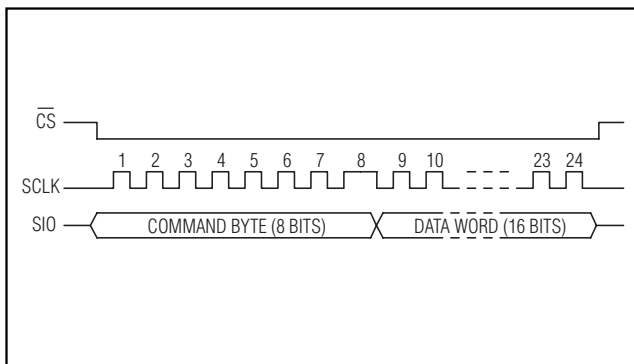 CS
1 2 3 4 5 6 7 8 9 10 23 24
SCLK
SIO COMMAND BYTE (8 BITS) DATA WORD (16 BITS)